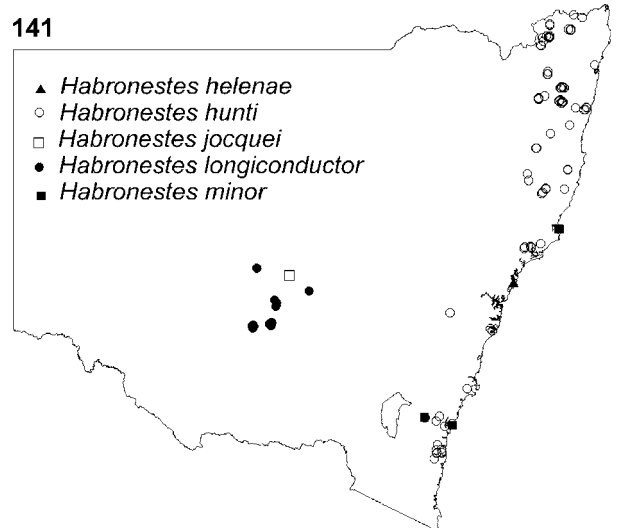 141
Habronestes helenae
Habronestes hunti
Habronestes jocquei
Habronestes longiconductor
Habronestes minor